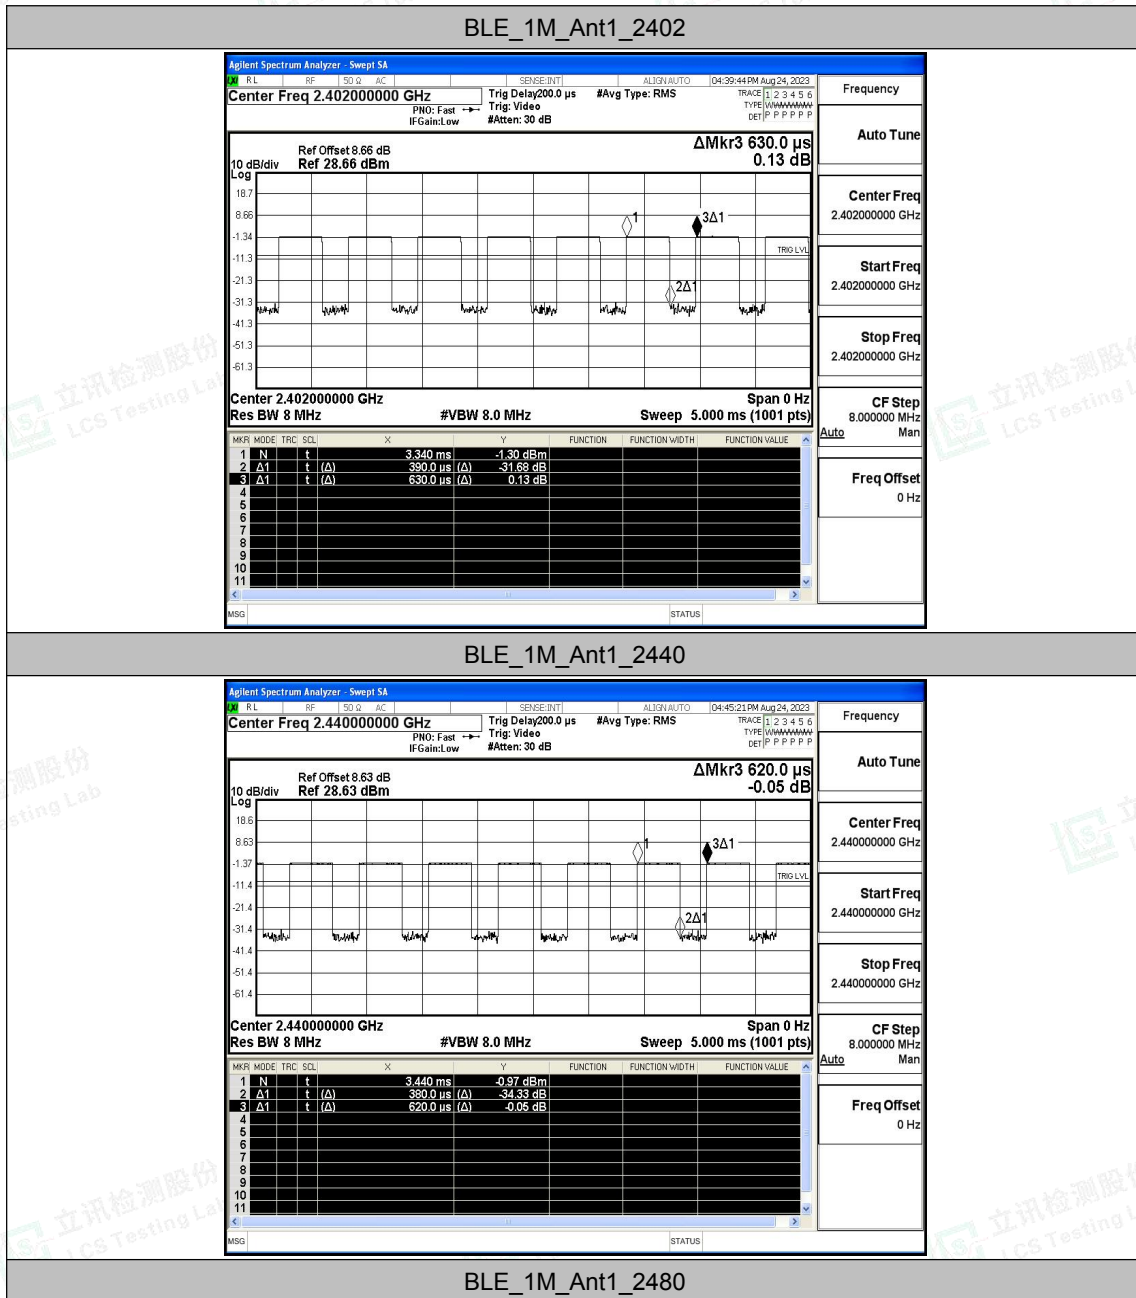 BLE_1M_Ant1_2402
Agilent Spectrum Analyzer - Swept SA
LXI RL RF 50 Ω AC SENSE:INT ALIGN AUTO 04:39:44 PM Aug 24, 2023
Center Freq 2.402000000 GHz
PNO: Fast
IFGain:Low
Trig Delay200.0 µs
Trig: Video
#Atten: 30 dB
#Avg Type: RMS
TRACE 1 2 3 4 5 6
TYPE WWWWWW
DET P P P P P P
Ref Offset 8.66 dB
Ref 28.66 dBm
10 dB/div
Log
ΔMkr3 630.0 µs
0.13 dB
18.7
8.66
-1.34
-11.3
-21.3
-31.3
-41.3
-51.3
-61.3
1
3Δ1
TRIG LVL
2Δ1
Center 2.402000000 GHz Span 0 Hz
Res BW 8 MHz #VBW 8.0 MHz Sweep 5.000 ms (1001 pts)
MKR MODE TRC SCL X Y FUNCTION FUNCTION WIDTH FUNCTION VALUE
1 N t 3.340 ms -1.30 dBm
2 Δ1 t (Δ) 390.0 µs (Δ) -31.68 dB
3 Δ1 t (Δ) 630.0 µs (Δ) 0.13 dB
4
5
6
7
8
9
10
11
MSG STATUS
Frequency
Auto Tune
Center Freq
2.402000000 GHz
Start Freq
2.402000000 GHz
Stop Freq
2.402000000 GHz
CF Step
8.000000 MHz
Auto Man
Freq Offset
0 Hz
BLE_1M_Ant1_2440
Agilent Spectrum Analyzer - Swept SA
LXI RL RF 50 Ω AC SENSE:INT ALIGN AUTO 04:45:21 PM Aug 24, 2023
Center Freq 2.440000000 GHz
PNO: Fast
IFGain:Low
Trig Delay200.0 µs
Trig: Video
#Atten: 30 dB
#Avg Type: RMS
TRACE 1 2 3 4 5 6
TYPE WWWWWW
DET P P P P P P
Ref Offset 8.63 dB
Ref 28.63 dBm
10 dB/div
Log
ΔMkr3 620.0 µs
-0.05 dB
18.6
8.63
-1.37
-11.4
-21.4
-31.4
-41.4
-51.4
-61.4
1
3Δ1
TRIG LVL
2Δ1
Center 2.440000000 GHz Span 0 Hz
Res BW 8 MHz #VBW 8.0 MHz Sweep 5.000 ms (1001 pts)
MKR MODE TRC SCL X Y FUNCTION FUNCTION WIDTH FUNCTION VALUE
1 N t 3.440 ms -0.97 dBm
2 Δ1 t (Δ) 380.0 µs (Δ) -34.33 dB
3 Δ1 t (Δ) 620.0 µs (Δ) -0.05 dB
4
5
6
7
8
9
10
11
MSG STATUS
Frequency
Auto Tune
Center Freq
2.440000000 GHz
Start Freq
2.440000000 GHz
Stop Freq
2.440000000 GHz
CF Step
8.000000 MHz
Auto Man
Freq Offset
0 Hz
BLE_1M_Ant1_2480
立讯检测股份
LCS Testing Lab